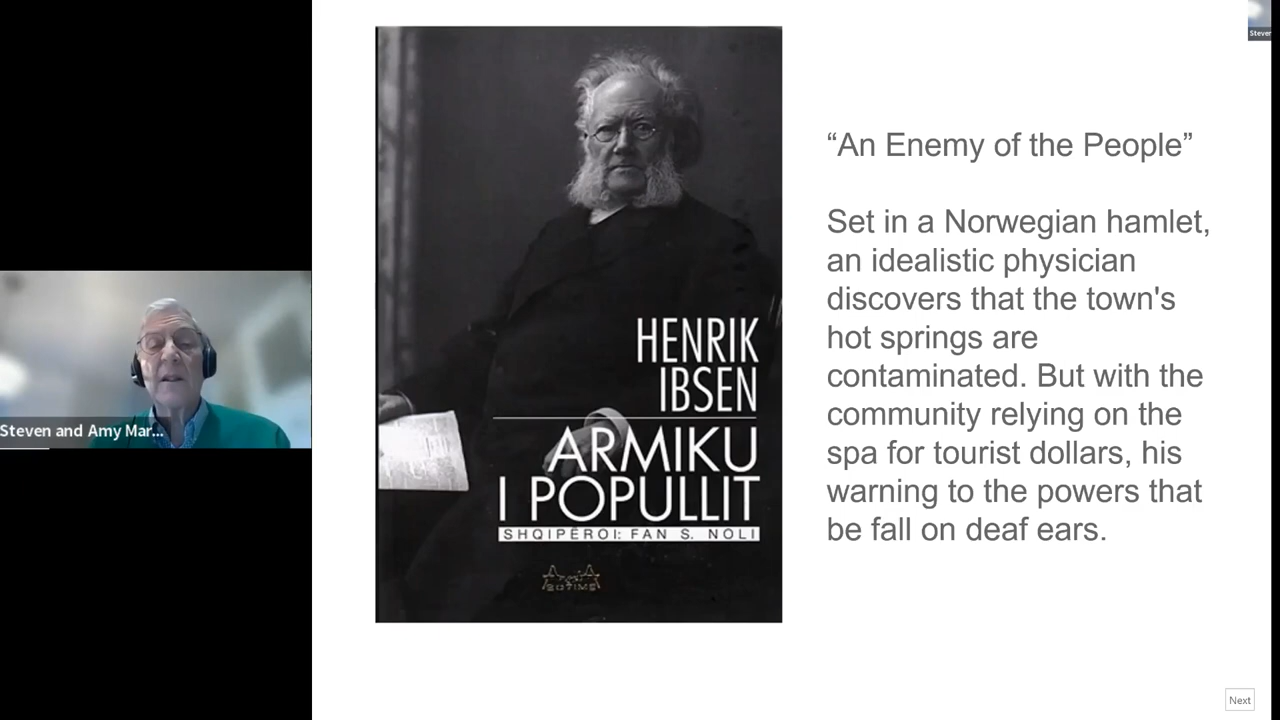 Steven and Amy Mar...
HENRIK
IBSEN
ARMIKU
I POPULLIT
SHQIPËROI: FAN S. NOLI
BOTIME
“An Enemy of the People”
Set in a Norwegian hamlet,
an idealistic physician
discovers that the town's
hot springs are
contaminated. But with the
community relying on the
spa for tourist dollars, his
warning to the powers that
be fall on deaf ears.
Steven
Next